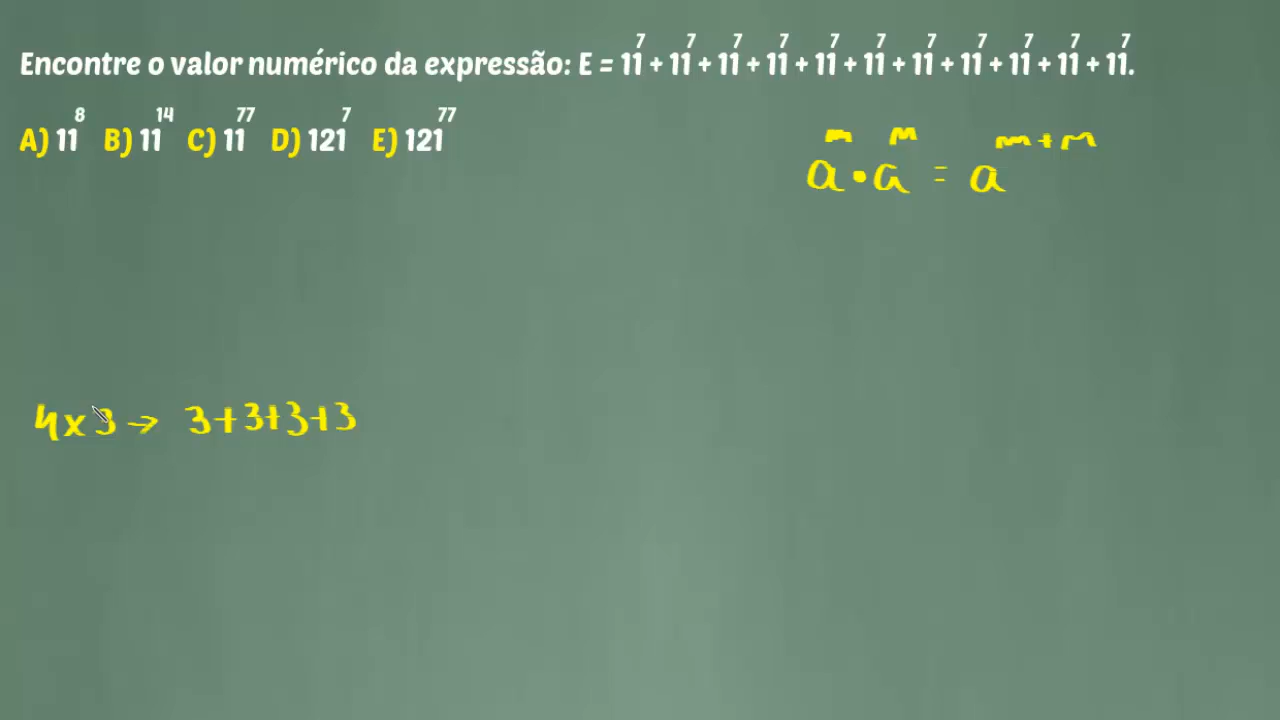 Encontre o valor numérico da expressão: E = 11⁷ + 11⁷ + 11⁷ + 11⁷ + 11⁷ + 11⁷ + 11⁷ + 11⁷ + 11⁷ + 11⁷ + 11⁷.
A) 11⁸ B) 11¹⁴ C) 11⁷⁷ D) 121⁷ E) 121⁷⁷
aᵐ • aⁿ = aᵐ⁺ⁿ
4x3 → 3+3+3+3